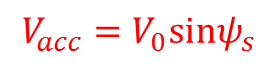 V_acc = V_0 sinψ_s